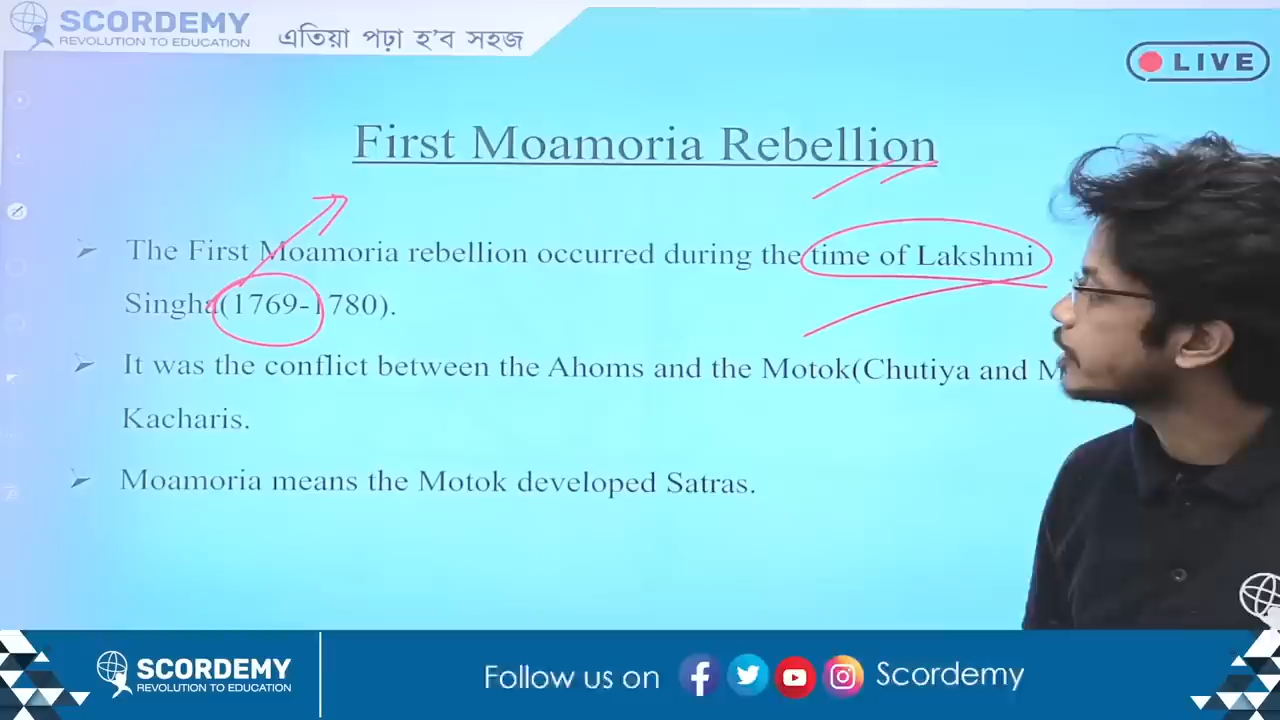 SCORDEMY
REVOLUTION TO EDUCATION
এতিয়া পঢ়া হ'ব সহজ
LIVE
First Moamoria Rebellion
The First Moamoria rebellion occurred during the time of Lakshmi
Singha(1769-1780).
It was the conflict between the Ahoms and the Motok(Chutiya and
Kacharis.
Moamoria means the Motok developed Satras.
SCORDEMY
REVOLUTION TO EDUCATION
Follow us on
Scordemy